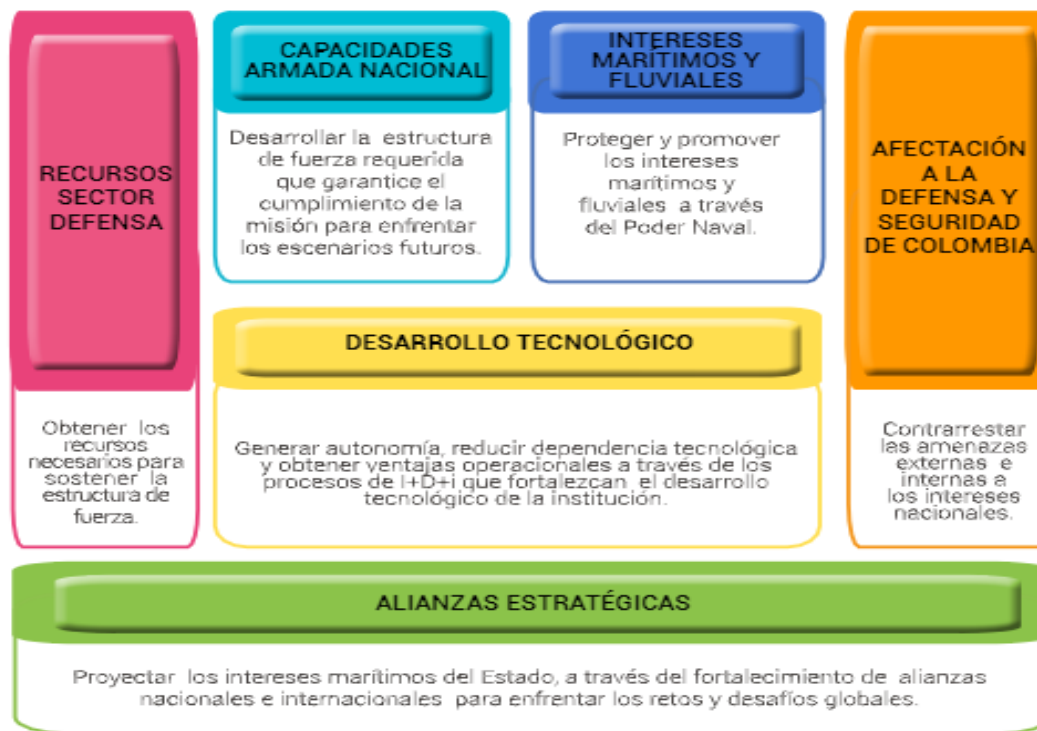 RECURSOS
SECTOR
DEFENSA
Obtener los
recursos
necesarios para
sostener la
estructura de
fuerza.
CAPACIDADES
ARMADA NACIONAL
Desarrollar la estructura
de fuerza requerida
que garantice el
cumplimiento de la
misión para enfrentar
los escenarios futuros.
INTERESES
MARÍTIMOS Y
FLUVIALES
Proteger y promover
los intereses
marítimos y
fluviales a través
del Poder Naval.
AFECTACIÓN
A LA
DEFENSA Y
SEGURIDAD
DE COLOMBIA
Contrarrestar
las amenazas
externas e
internas a
los intereses
nacionales.
DESARROLLO TECNOLÓGICO
Generar autonomía, reducir dependencia tecnológica
y obtener ventajas operacionales a través de los
procesos de I+D+i que fortalezcan el desarrollo
tecnológico de la institución.
ALIANZAS ESTRATÉGICAS
Proyectar los intereses marítimos del Estado, a través del fortalecimiento de alianzas
nacionales e internacionales para enfrentar los retos y desafíos globales.